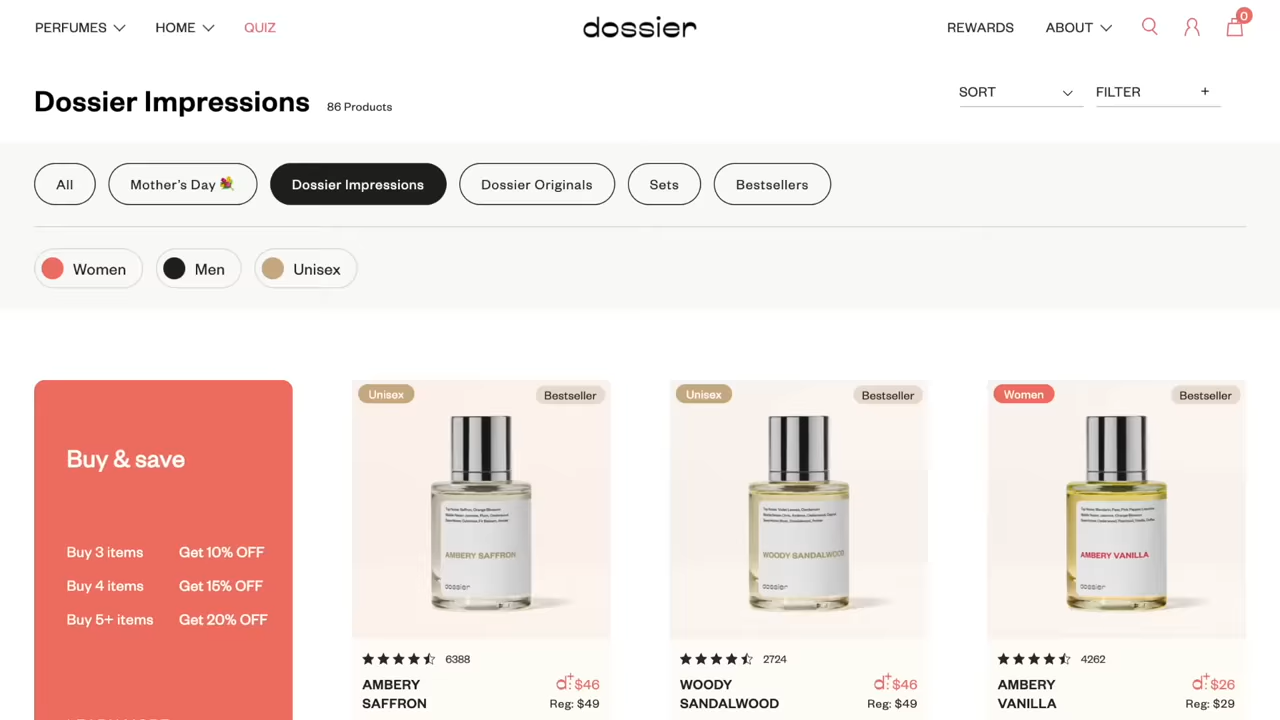 PERFUMES HOME QUIZ dossier REWARDS ABOUT 0
Dossier Impressions 86 Products SORT FILTER +
All Mother's Day 💐 Dossier Impressions Dossier Originals Sets Bestsellers
Women Men Unisex
Buy & save
Buy 3 items Get 10% OFF
Buy 4 items Get 15% OFF
Buy 5+ items Get 20% OFF
Unisex Bestseller
AMBERY SAFFRON
dossier
6388
AMBERY SAFFRON
d:+ $46
Reg: $49
Unisex Bestseller
WOODY SANDALWOOD
dossier
2724
WOODY SANDALWOOD
d:+ $46
Reg: $49
Women Bestseller
AMBERY VANILLA
dossier
4262
AMBERY VANILLA
d:+ $26
Reg: $29